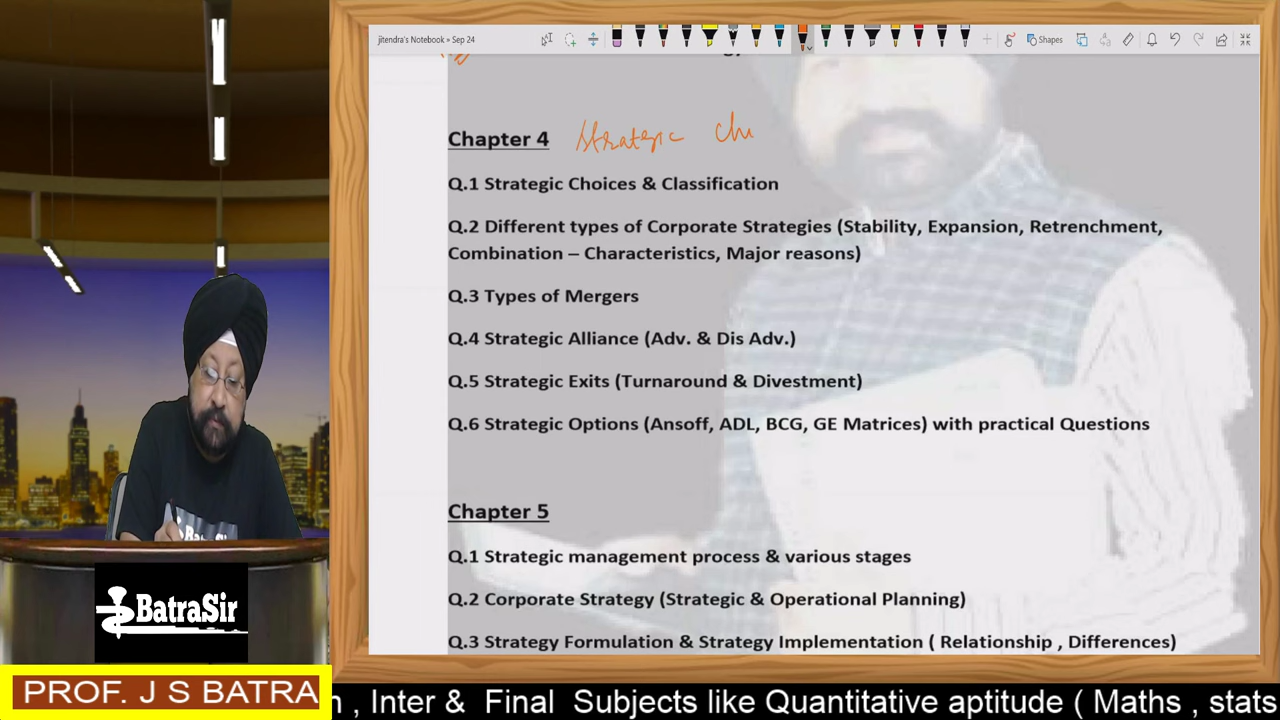 jitendra's Notebook » Sep 24
Shapes
Chapter 4 Strategic Ch
Q.1 Strategic Choices & Classification
Q.2 Different types of Corporate Strategies (Stability, Expansion, Retrenchment,
Combination – Characteristics, Major reasons)
Q.3 Types of Mergers
Q.4 Strategic Alliance (Adv. & Dis Adv.)
Q.5 Strategic Exits (Turnaround & Divestment)
Q.6 Strategic Options (Ansoff, ADL, BCG, GE Matrices) with practical Questions
Chapter 5
Q.1 Strategic management process & various stages
Q.2 Corporate Strategy (Strategic & Operational Planning)
Q.3 Strategy Formulation & Strategy Implementation ( Relationship , Differences)
BatraSir
PROF. J S BATRA
, Inter & Final Subjects like Quantitative aptitude ( Maths , stats